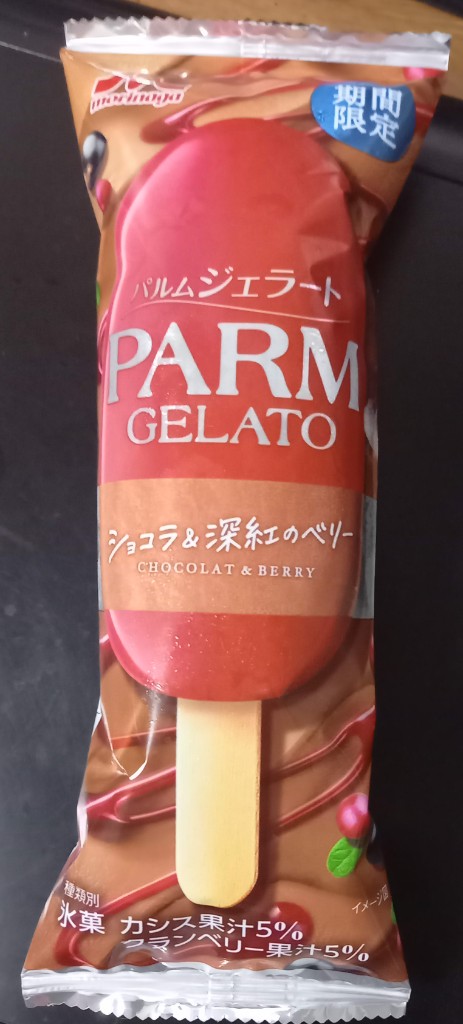 morinaga
期間
限定
パルムジェラート
PARM
GELATO
ショコラ&深紅のベリー
CHOCOLAT & BERRY
種類別
氷菓
カシス果汁5%
クランベリー果汁5%
イメージ